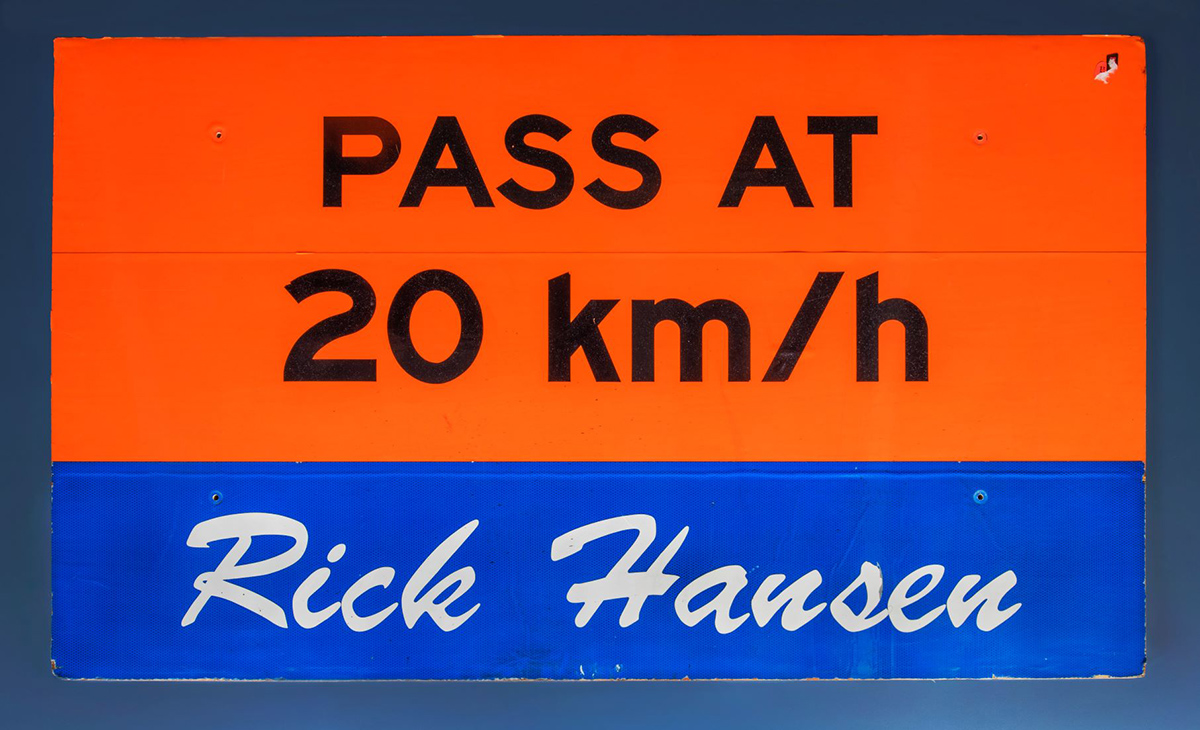 PASS AT
20 km/h
Rick Hansen